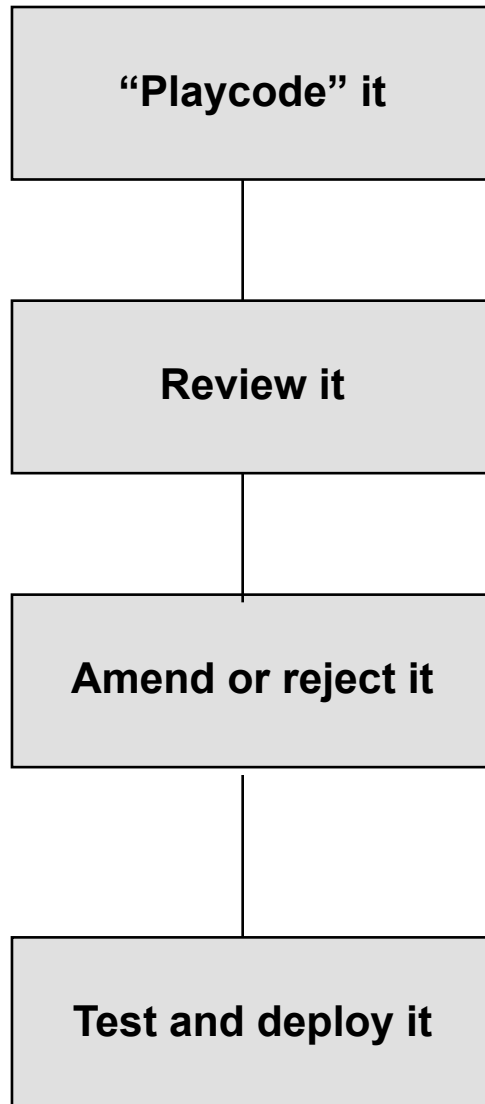 “Playcode” it
Review it
Amend or reject it
Test and deploy it